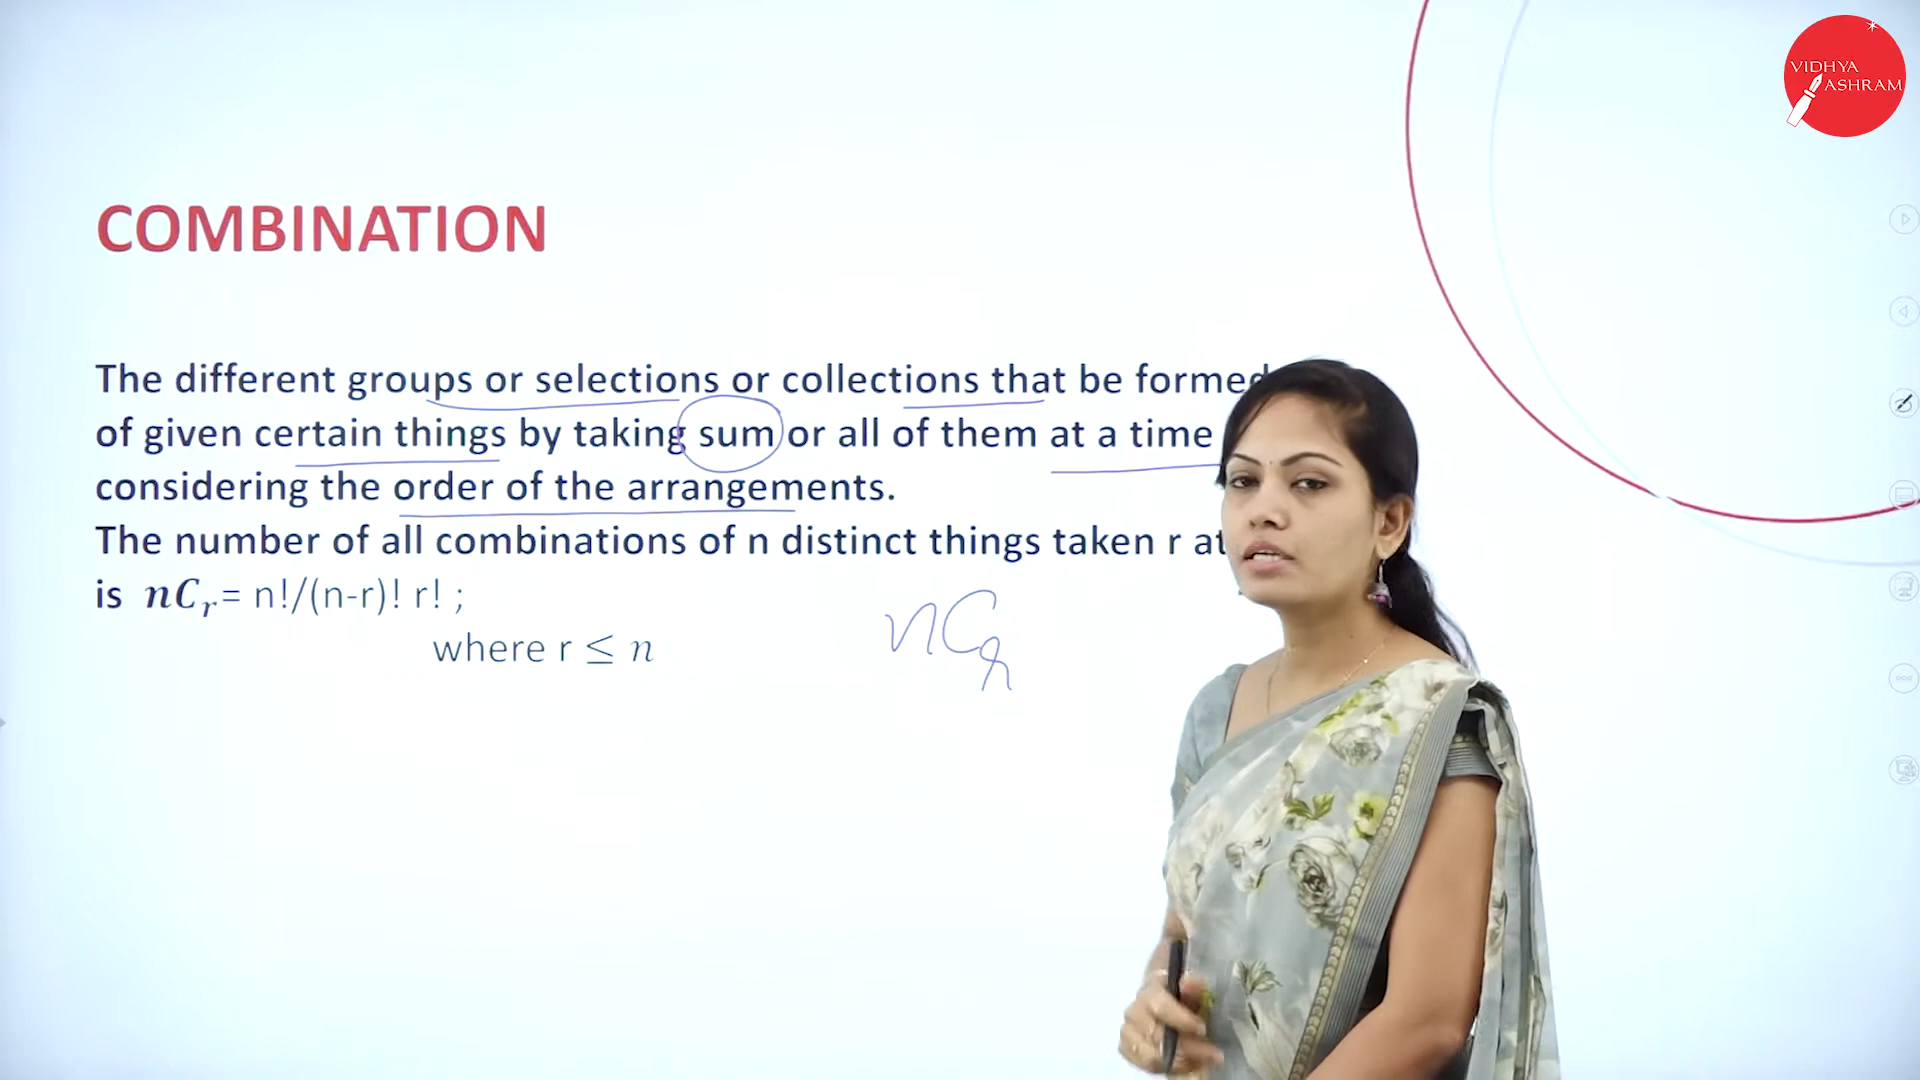 VIDHYA
ASHRAM
COMBINATION
The different groups or selections or collections that be formed
of given certain things by taking sum or all of them at a time
considering the order of the arrangements.
The number of all combinations of n distinct things taken r at
is nCr= n!/(n-r)! r! ;
where r ≤ n
nCr